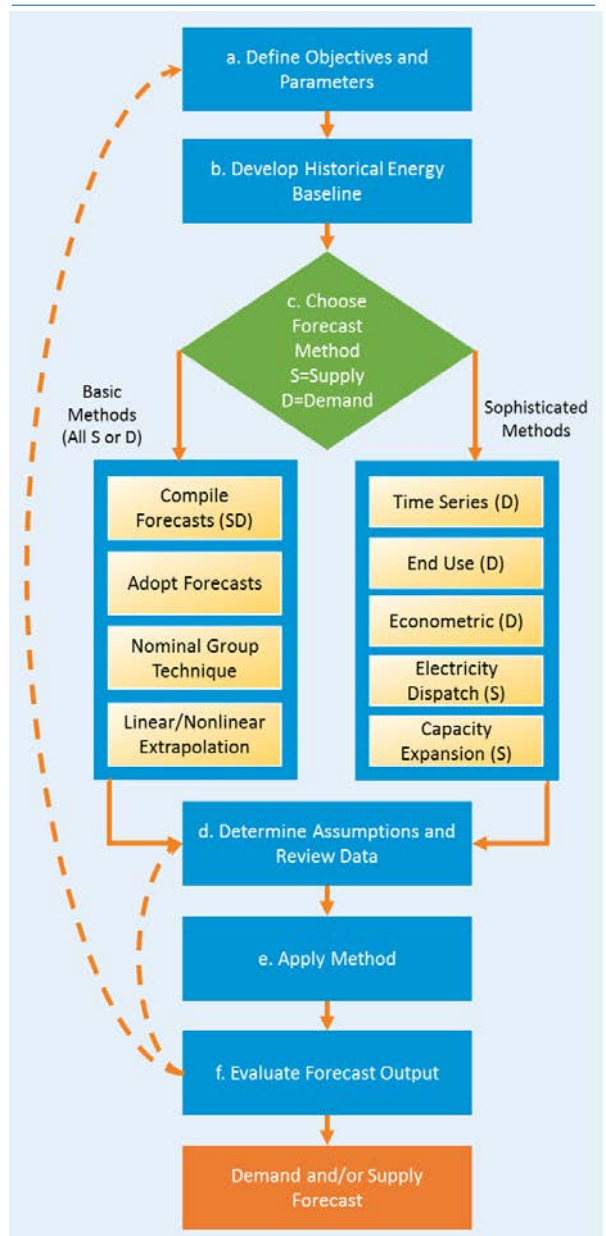 a. Define Objectives and
Parameters
b. Develop Historical Energy
Baseline
c. Choose
Forecast
Method
S=Supply
D=Demand
Basic
Methods
(All S or D)
Sophisticated
Methods
Compile
Forecasts (SD)
Adopt Forecasts
Nominal Group
Technique
Linear/Nonlinear
Extrapolation
Time Series (D)
End Use (D)
Econometric (D)
Electricity
Dispatch (S)
Capacity
Expansion (S)
d. Determine Assumptions and
Review Data
e. Apply Method
f. Evaluate Forecast Output
Demand and/or Supply
Forecast